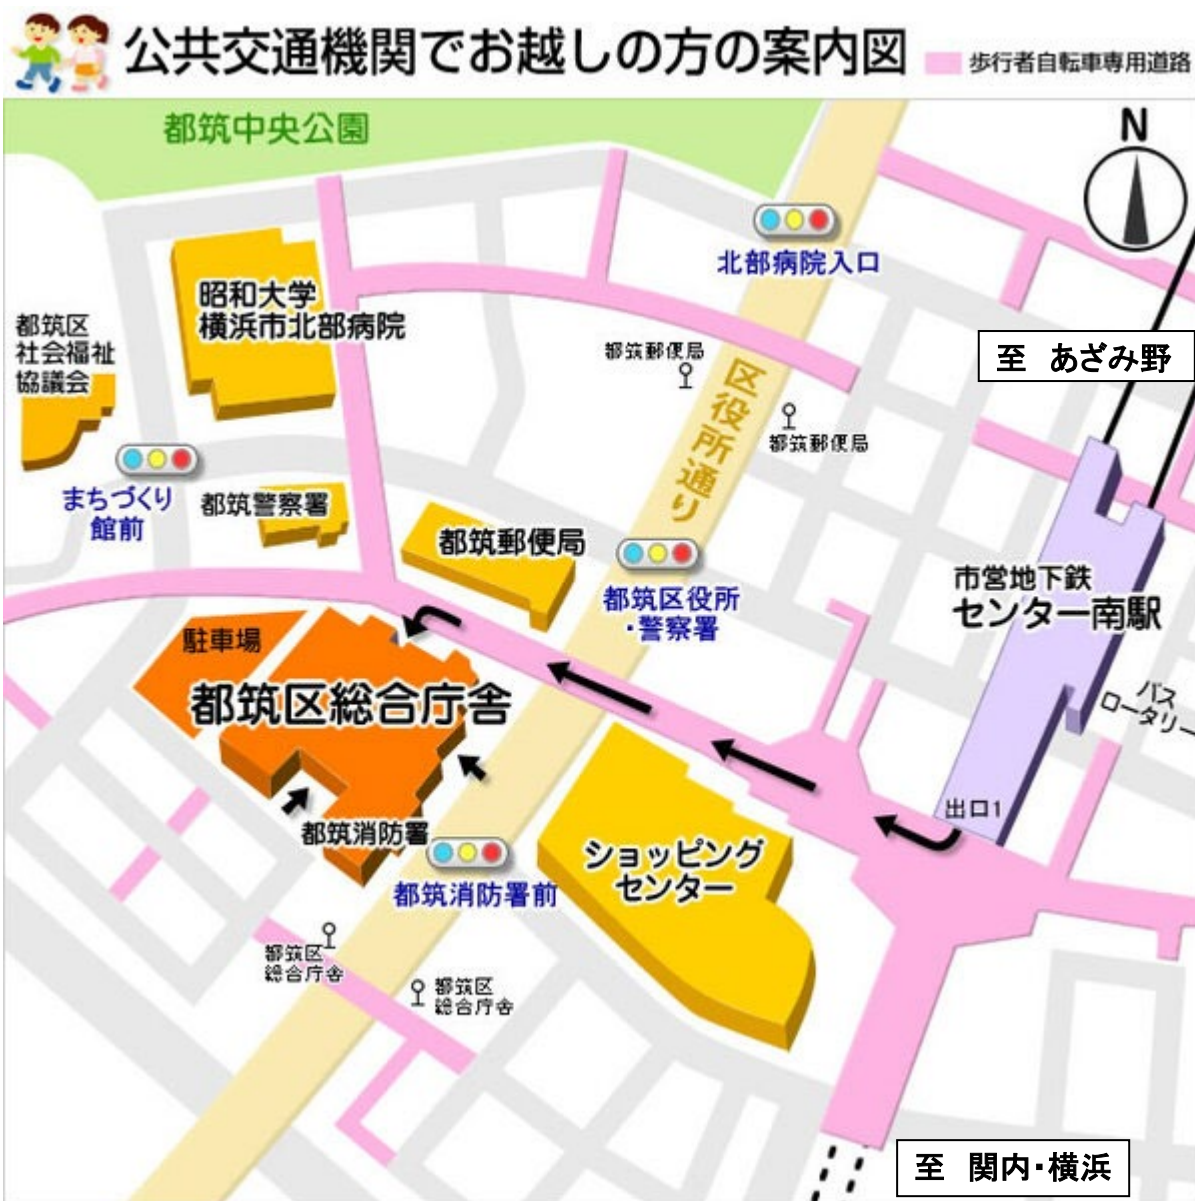 公共交通機関でお越しの方の案内図
歩行者自転車専用道路
都筑中央公園
N
北部病院入口
昭和大学
横浜市北部病院
都筑区
社会福祉
協議会
都筑郵便局
至 あざみ野
区役所通り
都筑郵便局
まちづくり
館前
都筑警察署
都筑郵便局
都筑区役所
・警察署
市営地下鉄
センター南駅
駐車場
都筑区総合庁舎
バス
ロータリー
出口1
都筑消防署
ショッピング
センター
都筑消防署前
都筑区
総合庁舎
都筑区
総合庁舎
至 関内・横浜